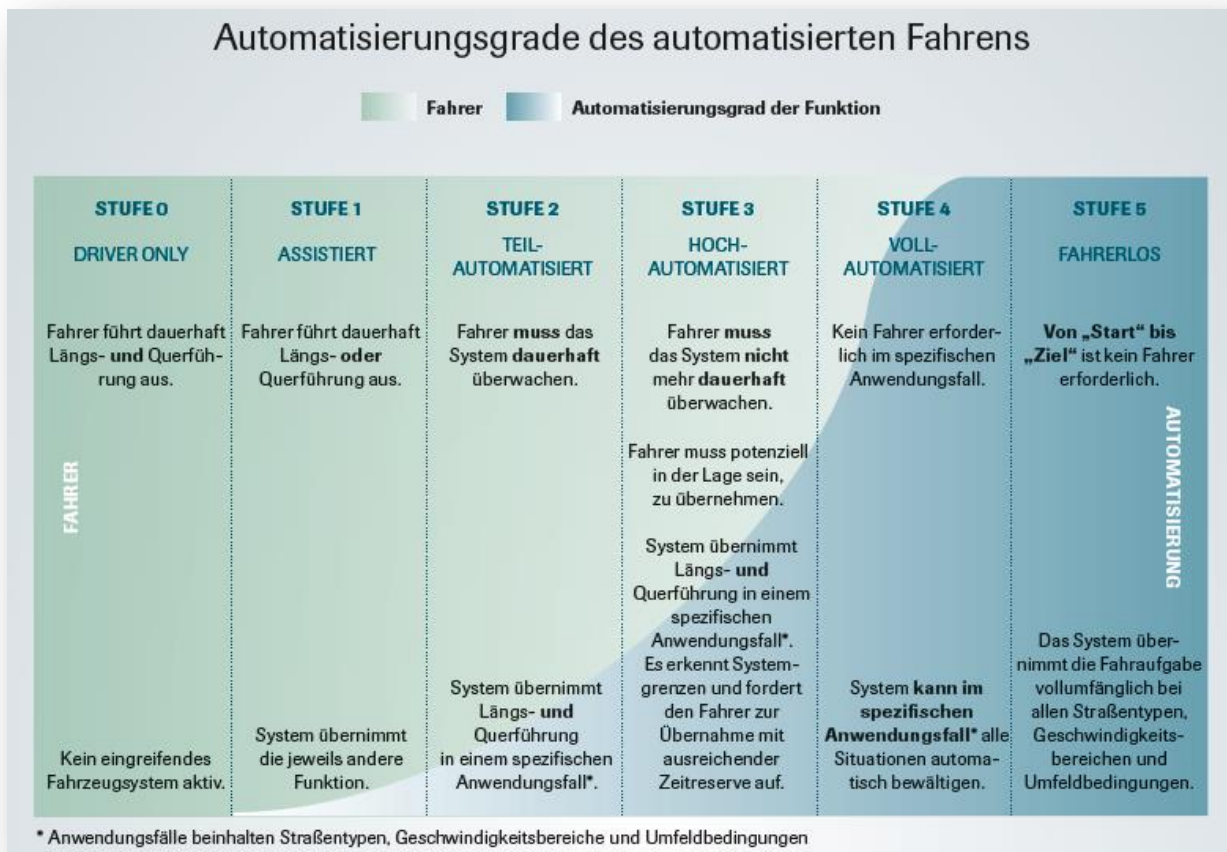 Automatisierungsgrade des automatisierten Fahrens
Fahrer
Automatisierungsgrad der Funktion
STUFE 0
DRIVER ONLY
Fahrer führt dauerhaft
Längs- und Querfüh-
rung aus.
FAHRER
Kein eingreifendes
Fahrzeugsystem aktiv.
STUFE 1
ASSISTIERT
Fahrer führt dauerhaft
Längs- oder
Querführung aus.
System übernimmt
die jeweils andere
Funktion.
STUFE 2
TEIL-
AUTOMATISIERT
Fahrer muss das
System dauerhaft
überwachen.
System übernimmt
Längs- und
Querführung
in einem spezifischen
Anwendungsfall*.
STUFE 3
HOCH-
AUTOMATISIERT
Fahrer muss
das System nicht
mehr dauerhaft
überwachen.
Fahrer muss potenziell
in der Lage sein,
zu übernehmen.
System übernimmt
Längs- und
Querführung in einem
spezifischen
Anwendungsfall*.
Es erkennt System-
grenzen und fordert
den Fahrer zur
Übernahme mit
ausreichender
Zeitreserve auf.
STUFE 4
VOLL-
AUTOMATISIERT
Kein Fahrer erforder-
lich im spezifischen
Anwendungsfall.
System kann im
spezifischen
Anwendungsfall* alle
Situationen automa-
tisch bewältigen.
STUFE 5
FAHRERLOS
Von „Start“ bis
„Ziel“ ist kein Fahrer
erforderlich.
AUTOMATISIERUNG
Das System über-
nimmt die Fahraufgabe
vollumfänglich bei
allen Straßentypen,
Geschwindigkeits-
bereichen und
Umfeldbedingungen.
* Anwendungsfälle beinhalten Straßentypen, Geschwindigkeitsbereiche und Umfeldbedingungen